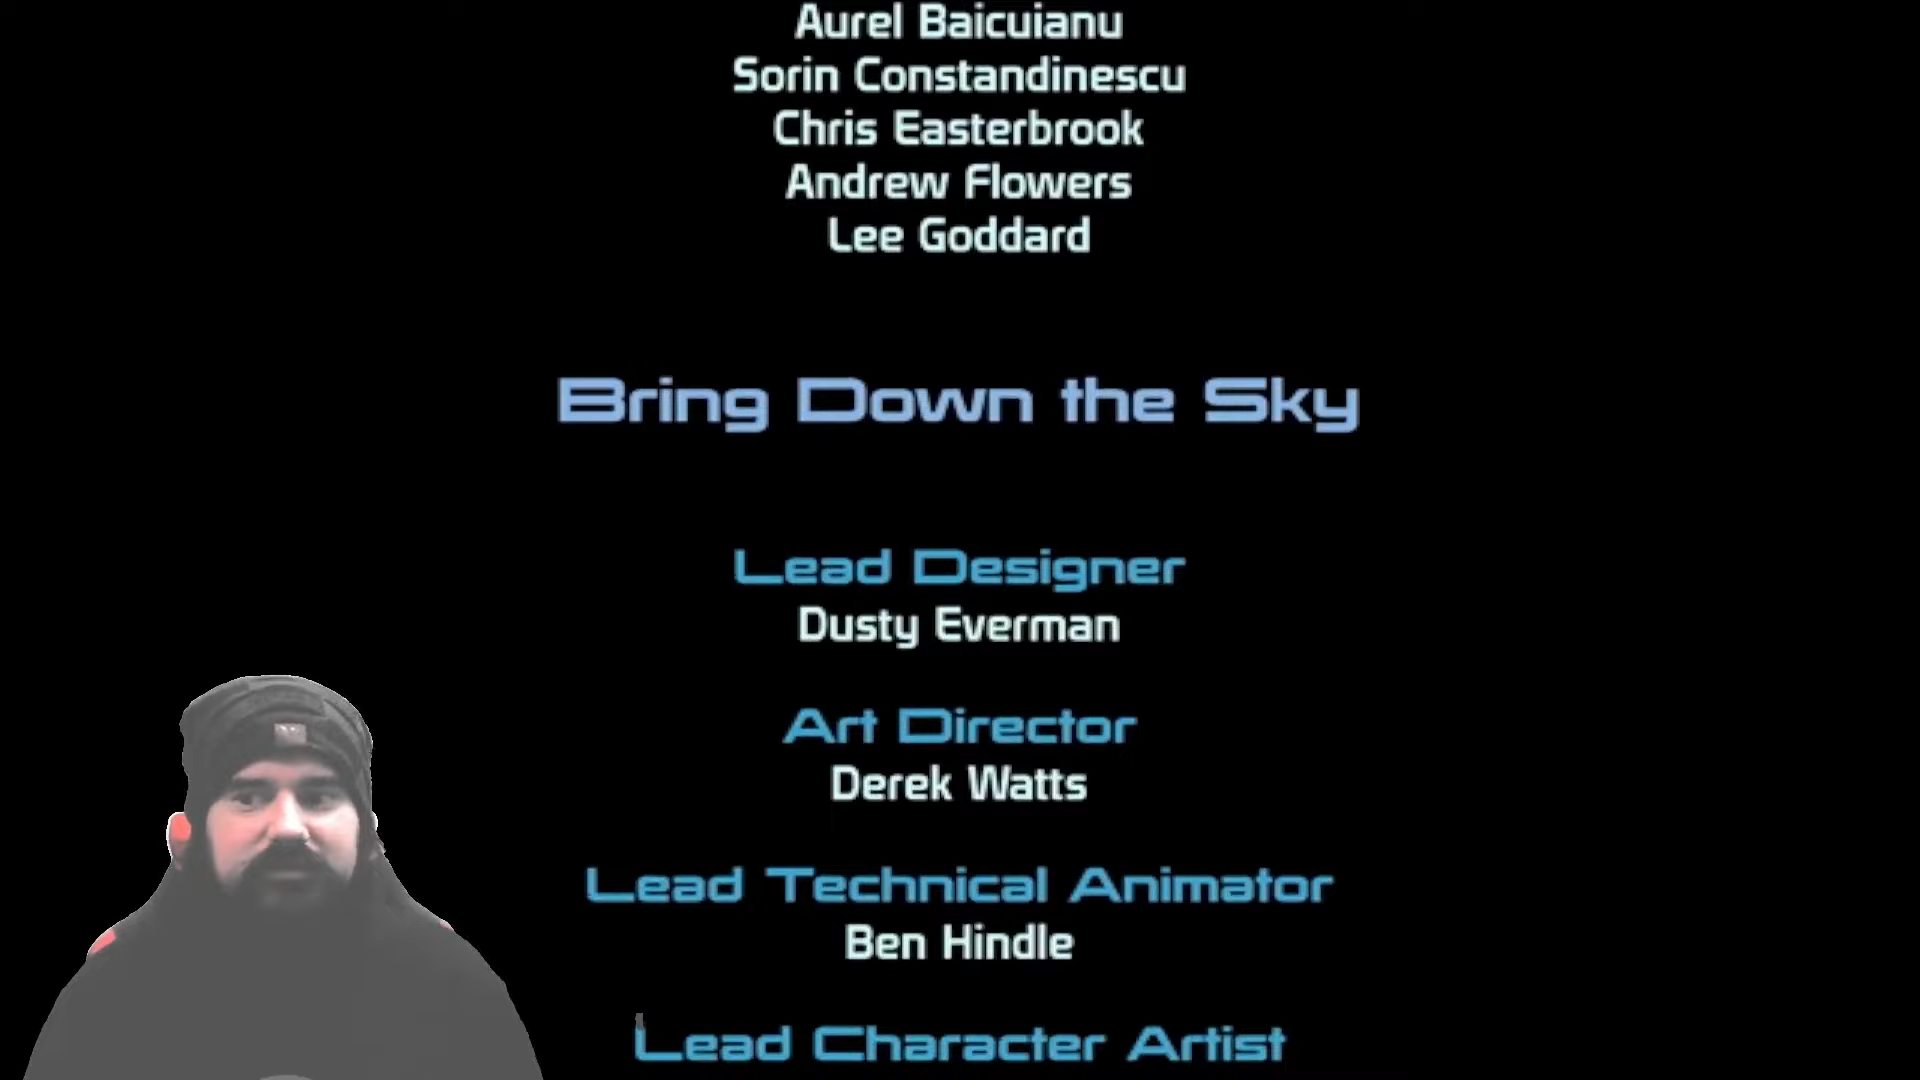 Aurel Baicuianu
Sorin Constandinescu
Chris Easterbrook
Andrew Flowers
Lee Goddard
Bring Down the Sky
Lead Designer
Dusty Everman
Art Director
Derek Watts
Lead Technical Animator
Ben Hindle
Lead Character Artist